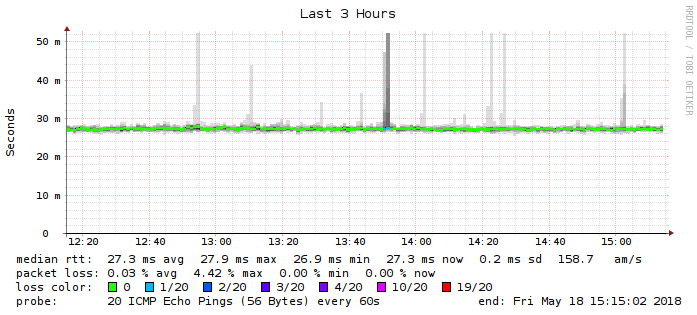 Last 3 Hours
RRDTOOL / TOBI OETIKER
Seconds
50 m
40 m
30 m
20 m
10 m
0
12:20 12:40 13:00 13:20 13:40 14:00 14:20 14:40 15:00
median rtt: 27.3 ms avg 27.9 ms max 26.9 ms min 27.3 ms now 0.2 ms sd 158.7 am/s
packet loss: 0.03 % avg 4.42 % max 0.00 % min 0.00 % now
loss color: 0 1/20 2/20 3/20 4/20 10/20 19/20
probe: 20 ICMP Echo Pings (56 Bytes) every 60s end: Fri May 18 15:15:02 2018